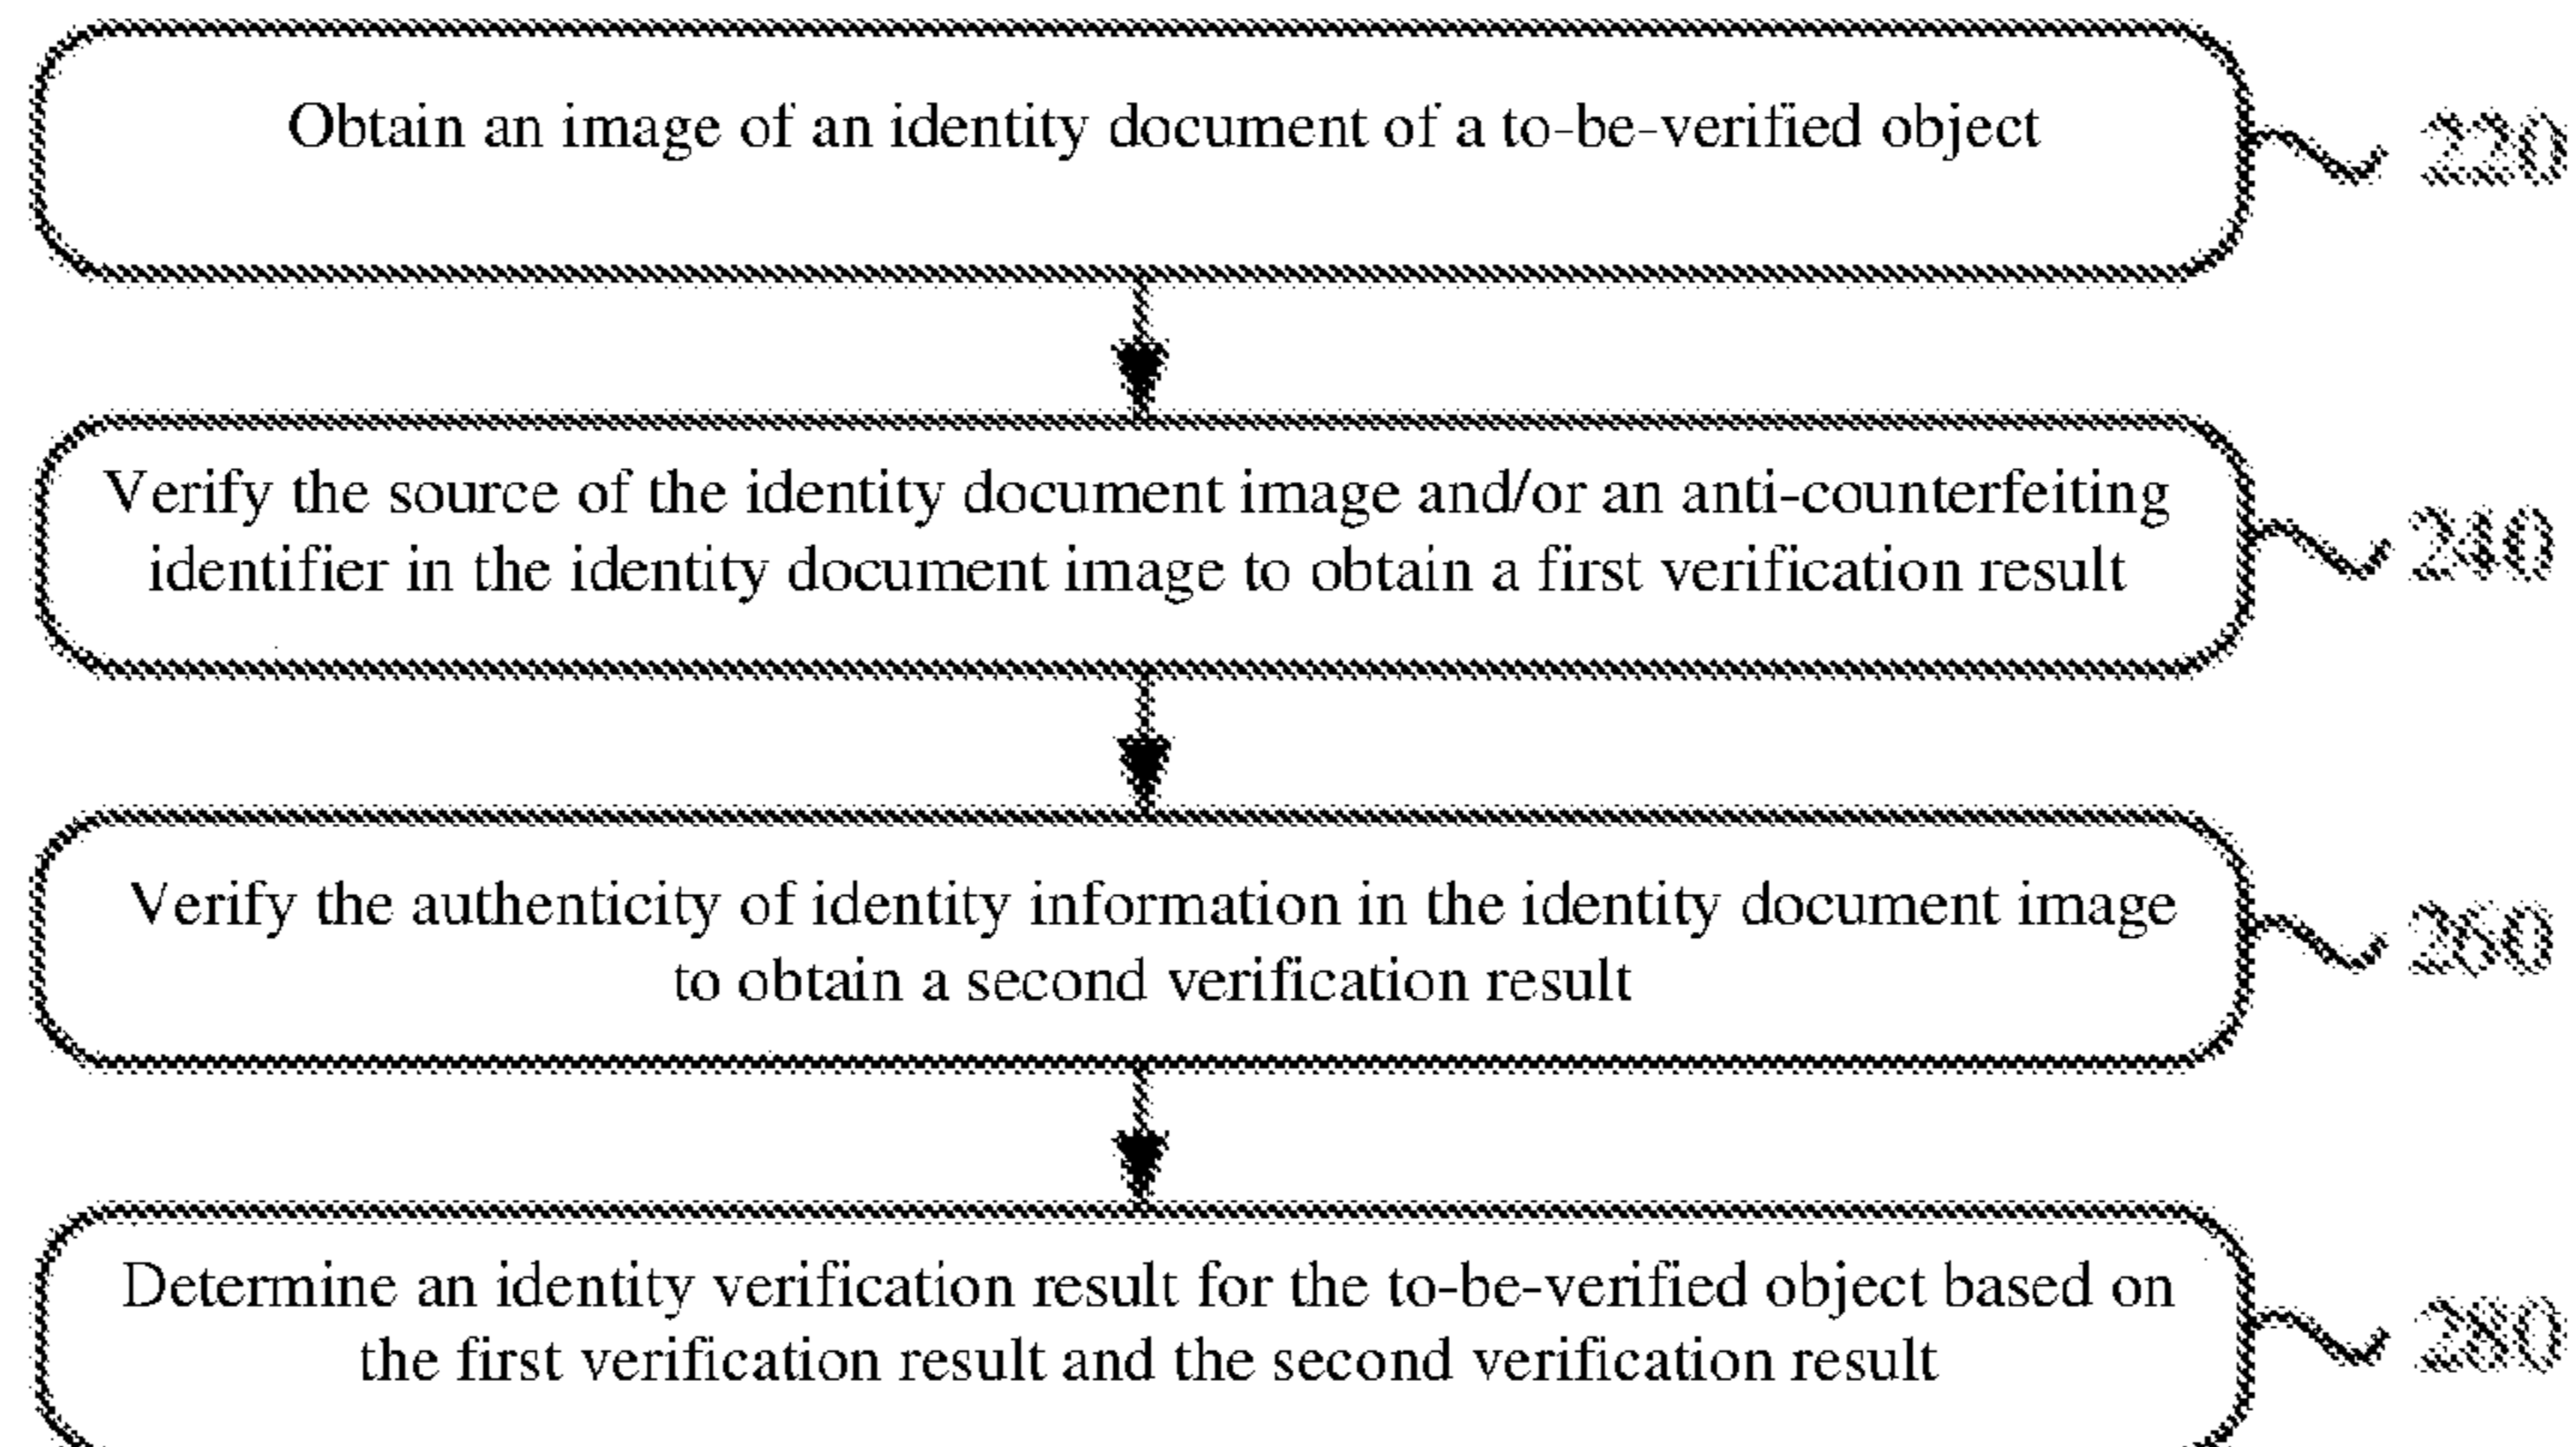 Obtain an image of an identity document of a to-be-verified object
220
Verify the source of the identity document image and/or an anti-counterfeiting
identifier in the identity document image to obtain a first verification result
240
Verify the authenticity of identity information in the identity document image
to obtain a second verification result
260
Determine an identity verification result for the to-be-verified object based on
the first verification result and the second verification result
280